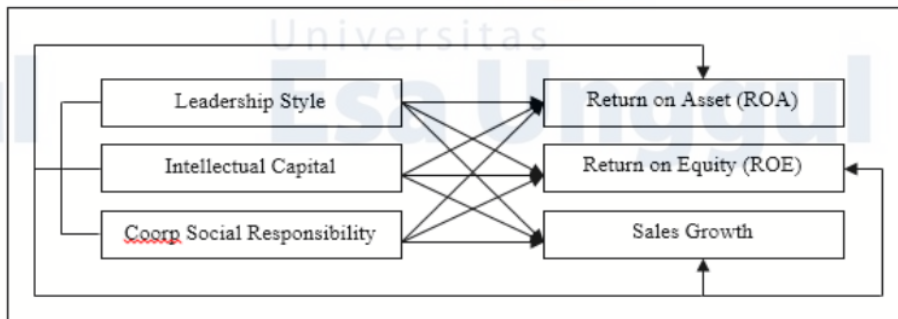 Universitas
Esa Unggul
Leadership Style
Return on Asset (ROA)
Intellectual Capital
Return on Equity (ROE)
Coorp Social Responsibility
Sales Growth